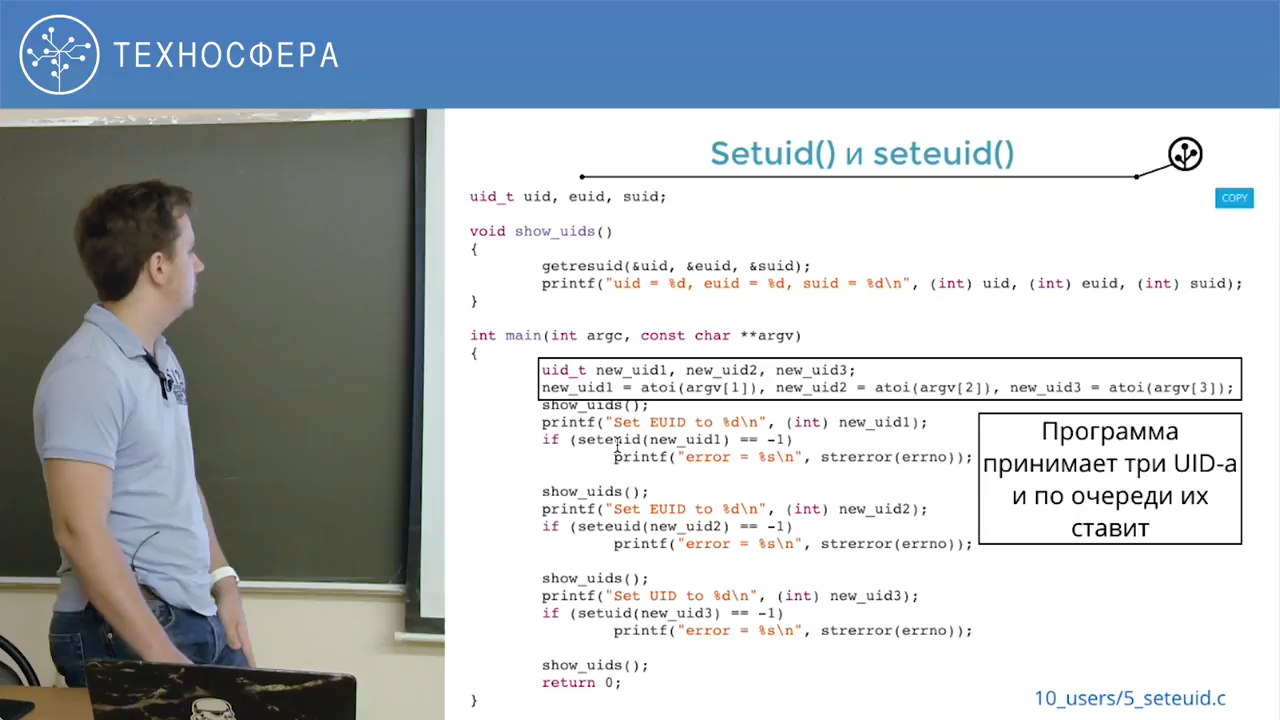 ТЕХНОСФЕРА
Setuid() и seteuid()
COPY
uid_t uid, euid, suid;
void show_uids()
{
getresuid(&uid, &euid, &suid);
printf("uid = %d, euid = %d, suid = %d\n", (int) uid, (int) euid, (int) suid);
}
int main(int argc, const char **argv)
{
uid_t new_uid1, new_uid2, new_uid3;
new_uid1 = atoi(argv[1]), new_uid2 = atoi(argv[2]), new_uid3 = atoi(argv[3]);
show_uids();
printf("Set EUID to %d\n", (int) new_uid1);
if (seteuid(new_uid1) == -1)
printf("error = %s\n", strerror(errno));
show_uids();
printf("Set EUID to %d\n", (int) new_uid2);
if (seteuid(new_uid2) == -1)
printf("error = %s\n", strerror(errno));
show_uids();
printf("Set UID to %d\n", (int) new_uid3);
if (setuid(new_uid3) == -1)
printf("error = %s\n", strerror(errno));
show_uids();
return 0;
}
Программа
принимает три UID-а
и по очереди их
ставит
10_users/5_seteuid.c